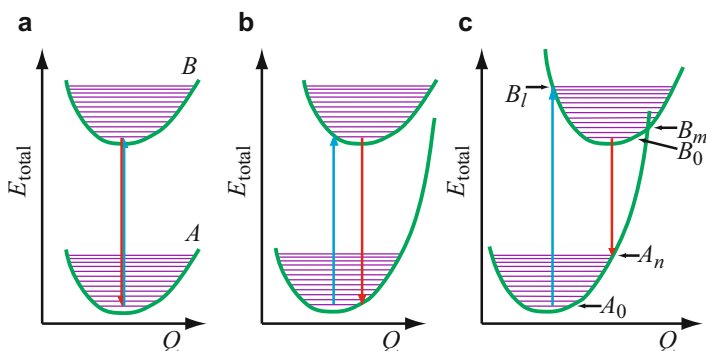 a
b
c
B
A
E_total
Q
E_total
Q
E_total
B_l
B_m
B_0
A_n
A_0
Q